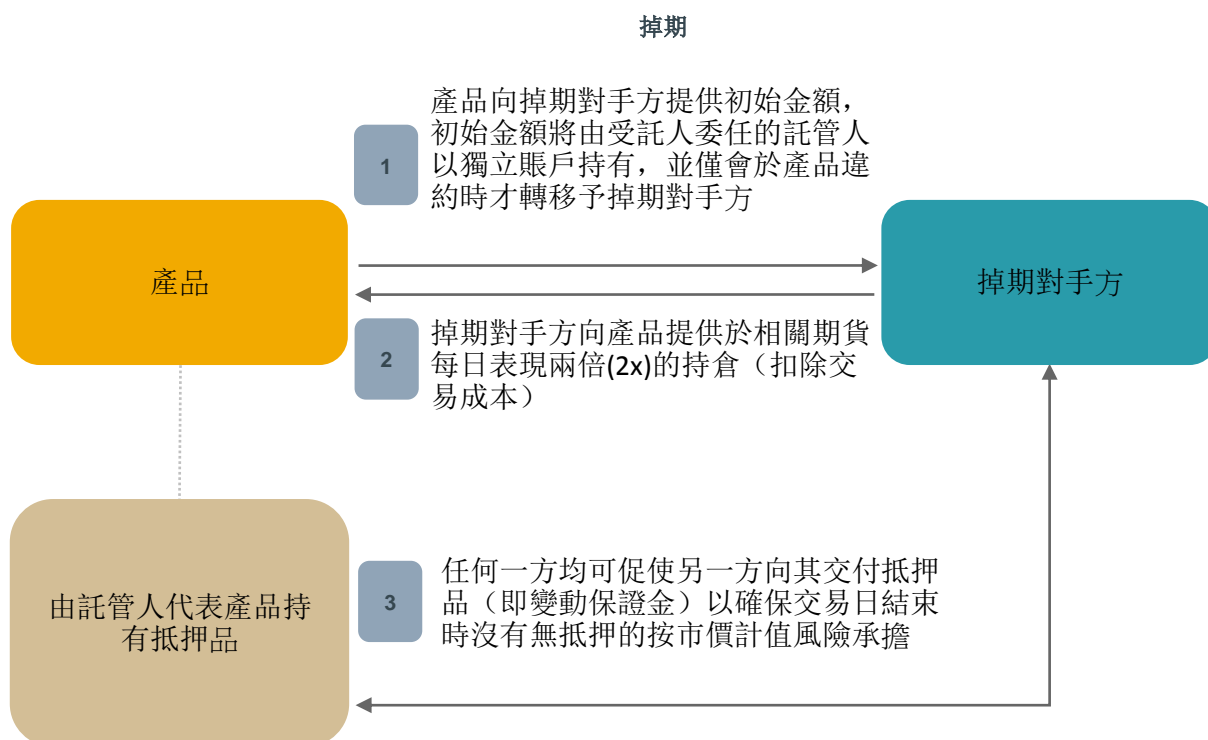 掉期
產品向掉期對手方提供初始金額，
初始金額將由受託人委任的託管人
以獨立賬戶持有，並僅會於產品違
約時才轉移予掉期對手方
1
產品
掉期對手方
2
掉期對手方向產品提供於相關期貨
每日表現兩倍(2x)的持倉（扣除交
易成本）
由託管人代表產品持
有抵押品
3
任何一方均可促使另一方向其交付抵押
品（即變動保證金）以確保交易日結束
時沒有無抵押的按市價計值風險承擔